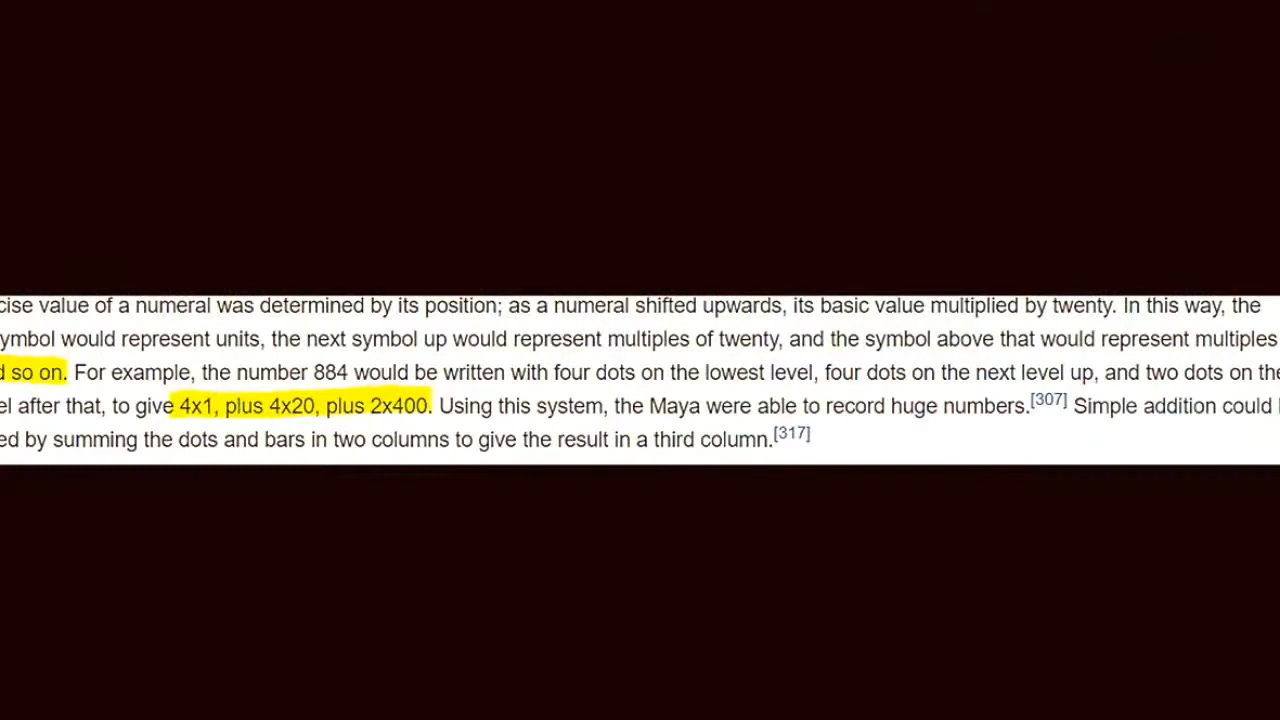 cise value of a numeral was determined by its position; as a numeral shifted upwards, its basic value multiplied by twenty. In this way, the
ymbol would represent units, the next symbol up would represent multiples of twenty, and the symbol above that would represent multiples
d so on. For example, the number 884 would be written with four dots on the lowest level, four dots on the next level up, and two dots on the
el after that, to give 4x1, plus 4x20, plus 2x400. Using this system, the Maya were able to record huge numbers.[307] Simple addition could
ed by summing the dots and bars in two columns to give the result in a third column.[317]